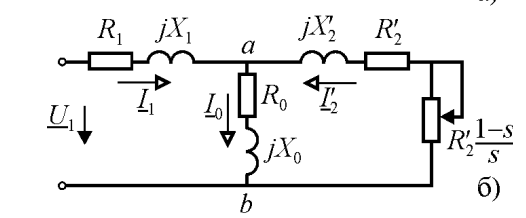 R₁
jX₁
a
jX′₂
R′₂
I₁
I₀
R₀
I′₂
U₁
jX₀
R′₂ (1−s)/s
b
б)